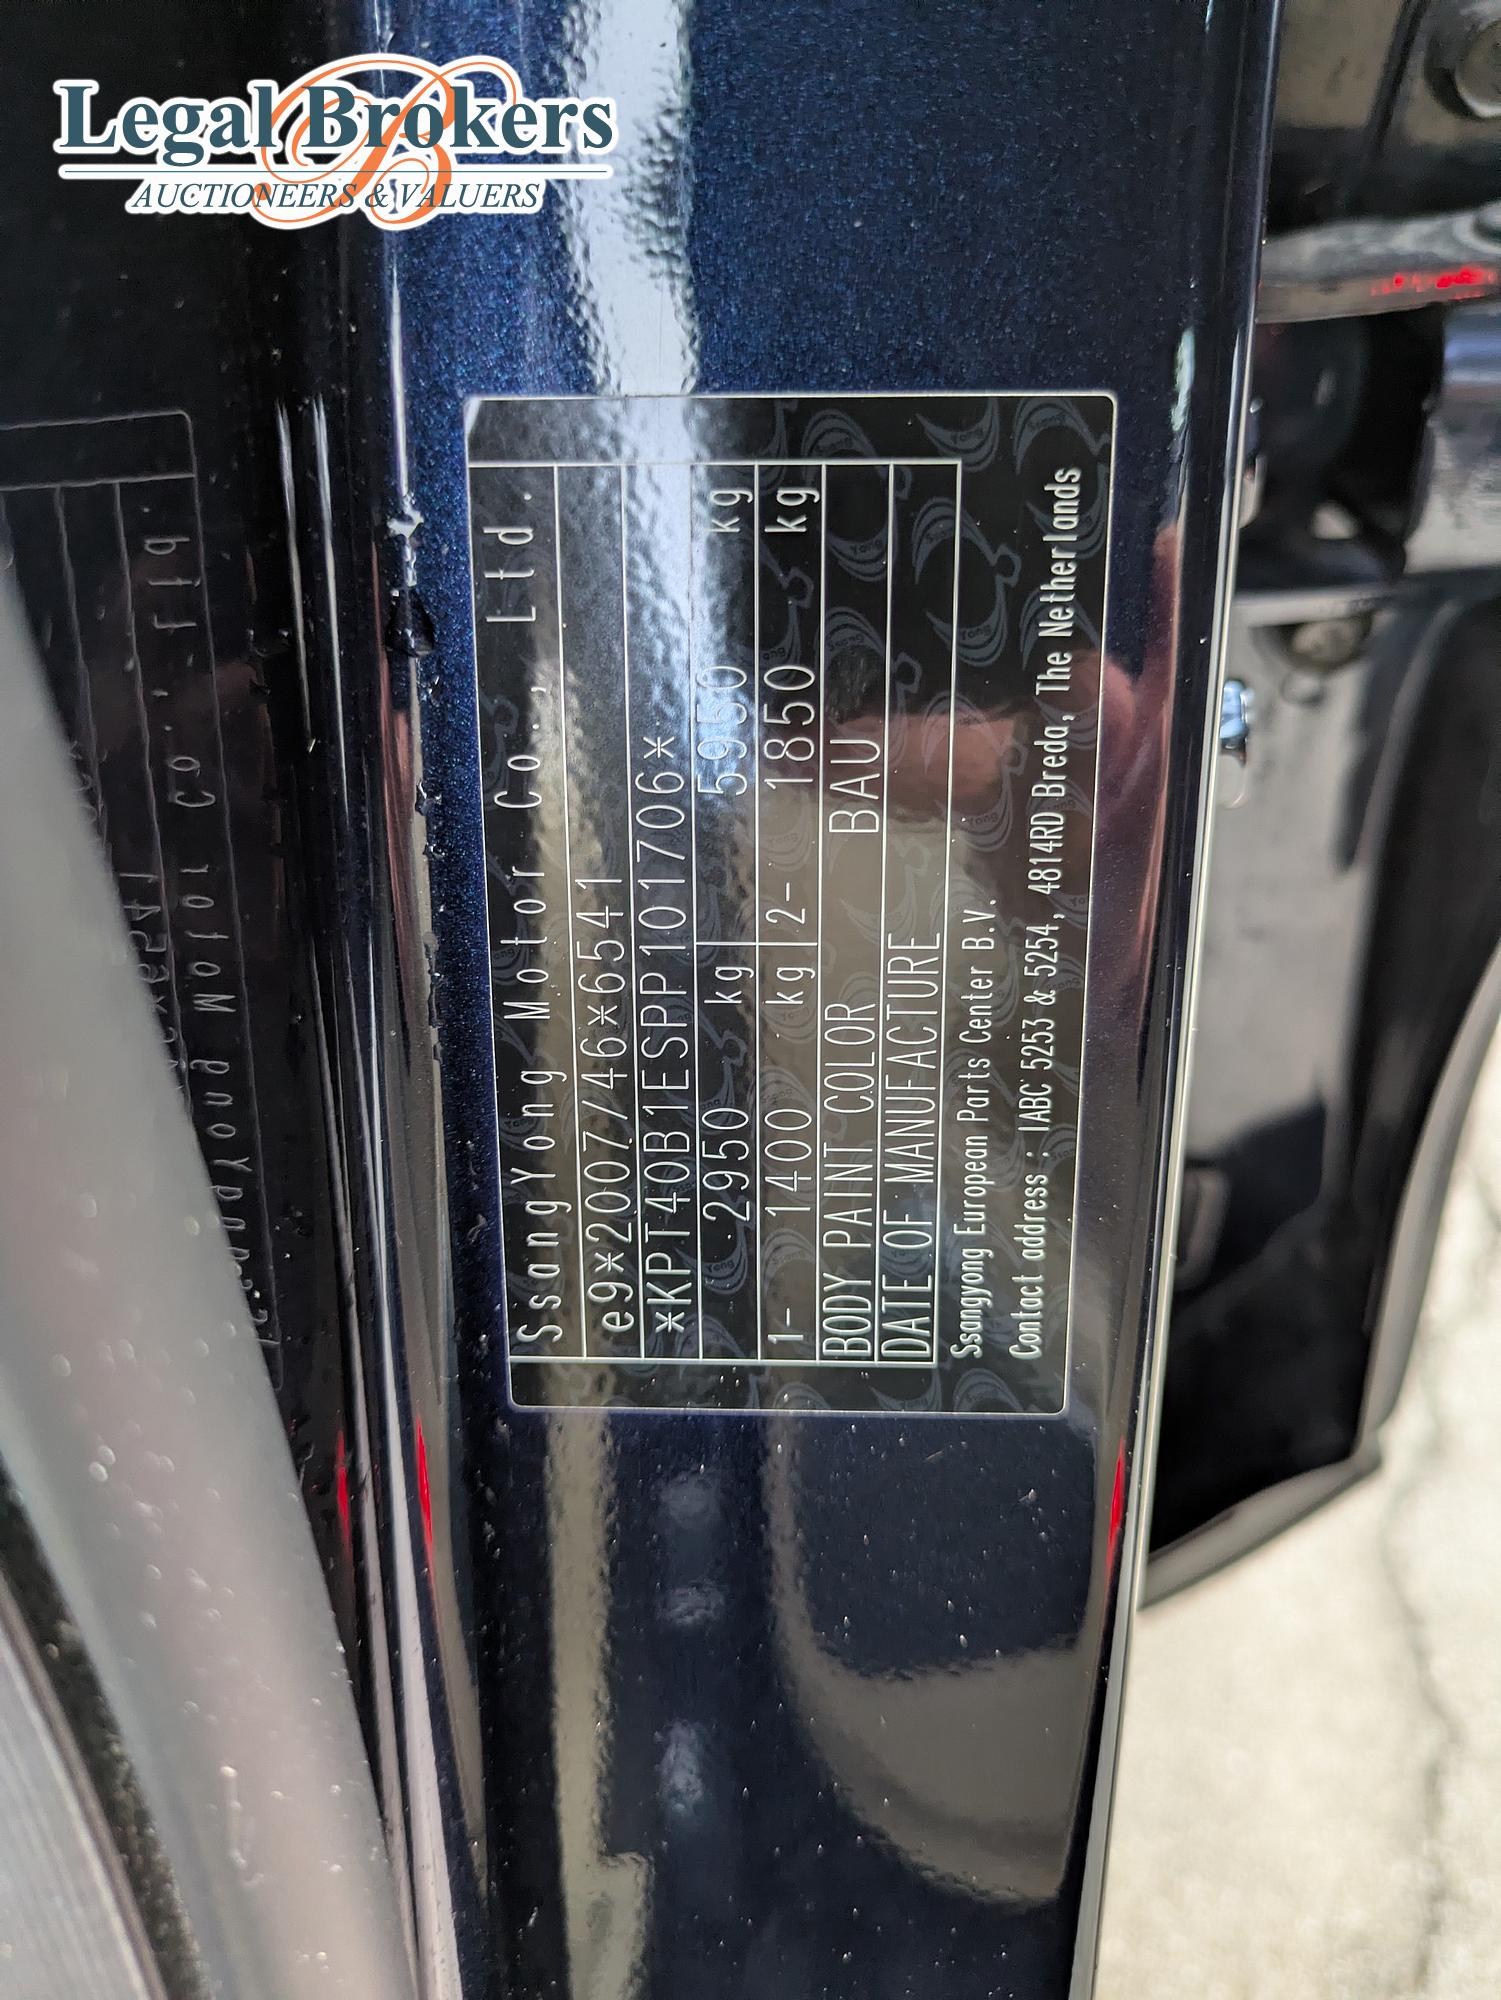 Legal Brokers
AUCTIONEERS & VALUERS
SsangYong Motor Co., Ltd.
e9*2007/46*6541
*KPT40B1ESPP101706*
2950 kg 5950 kg
1- 1400 kg 2- 1850 kg
BODY PAINT COLOR BAU
DATE OF MANUFACTURE
Ssangyong European Parts Center B.V.
Contact address : IABC 5253 & 5254, 4814RD Breda, The Netherlands